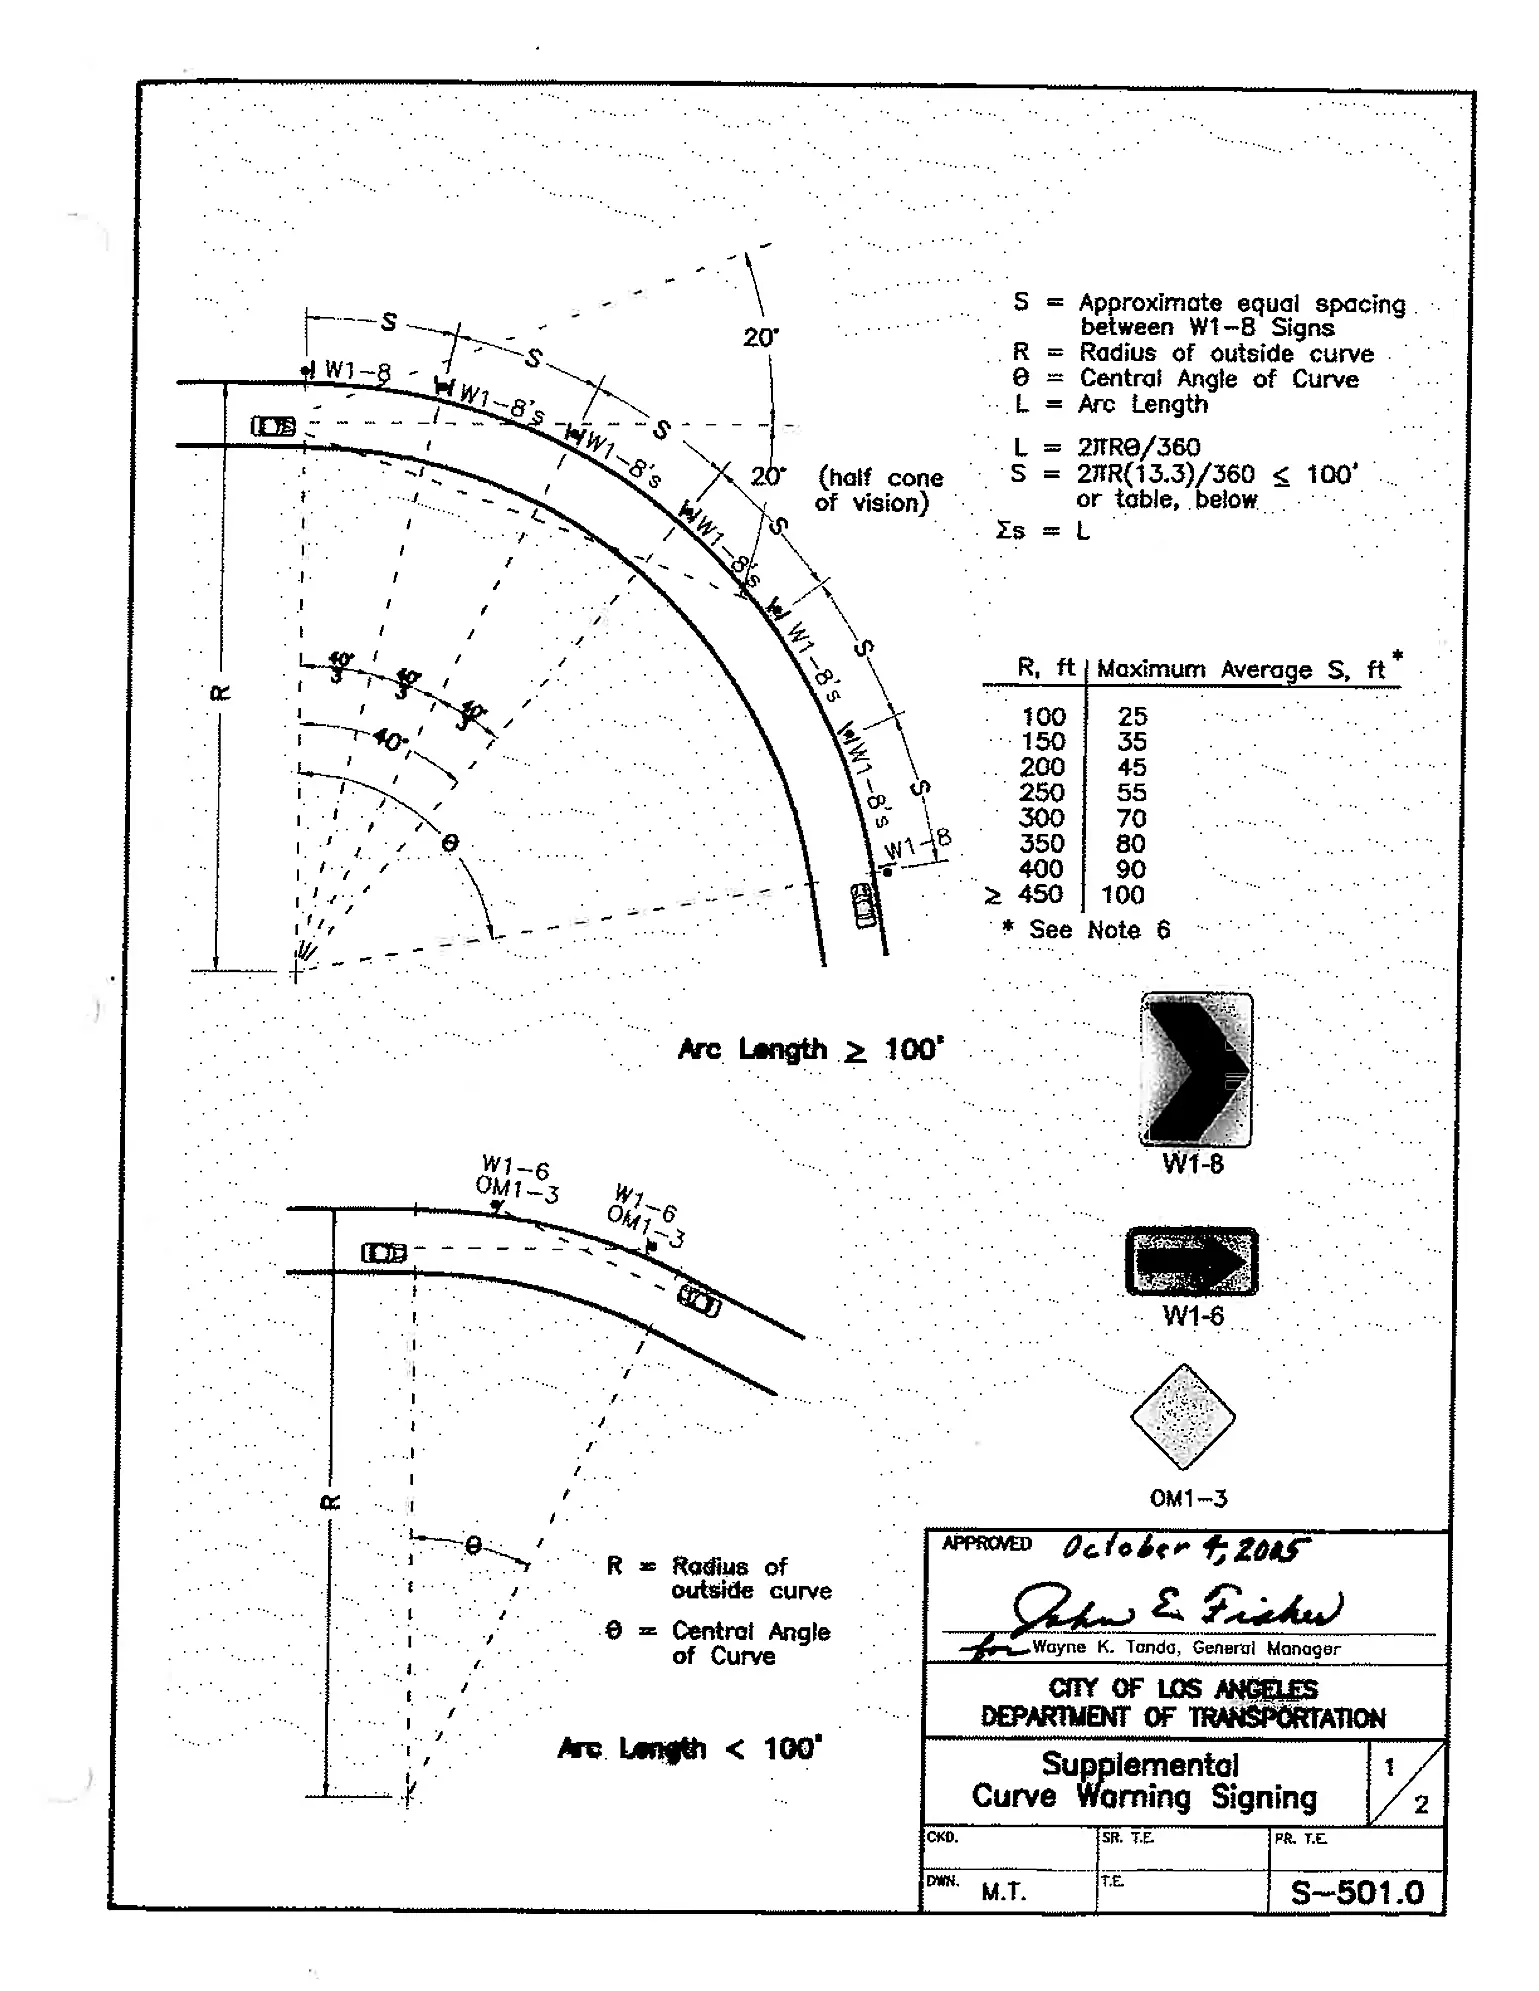 S
20°
S
W1-8
W1-8's
S
W1-8's
20° (half cone
of vision)
W1-8's
S
W1-8's
S
W1-8's
S
W1-8
R
40°
3
40°
3
40°
3
40°
θ
S = Approximate equal spacing
between W1-8 Signs
R = Radius of outside curve
θ = Central Angle of Curve
L = Arc Length
L = 2πRθ/360
S = 2πR(13.3)/360 ≤ 100'
or table, below
Σs = L
R, ft Maximum Average S, ft*
100 25
150 35
200 45
250 55
300 70
350 80
400 90
≥ 450 100
* See Note 6
Arc Length ≥ 100'
W1-8
W1-6
OM1-3
W1-6
OM1-3
W1-6
OM1-3
R
θ
R = Radius of
outside curve
θ = Central Angle
of Curve
Arc Length < 100'
APPROVED October 4, 2005
John E. Fisher
for Wayne K. Tanda, General Manager
CITY OF LOS ANGELES
DEPARTMENT OF TRANSPORTATION
Supplemental
Curve Warning Signing
1/2
CKD. SR. T.E. PR. T.E.
DWN. M.T. T.E. S-501.0